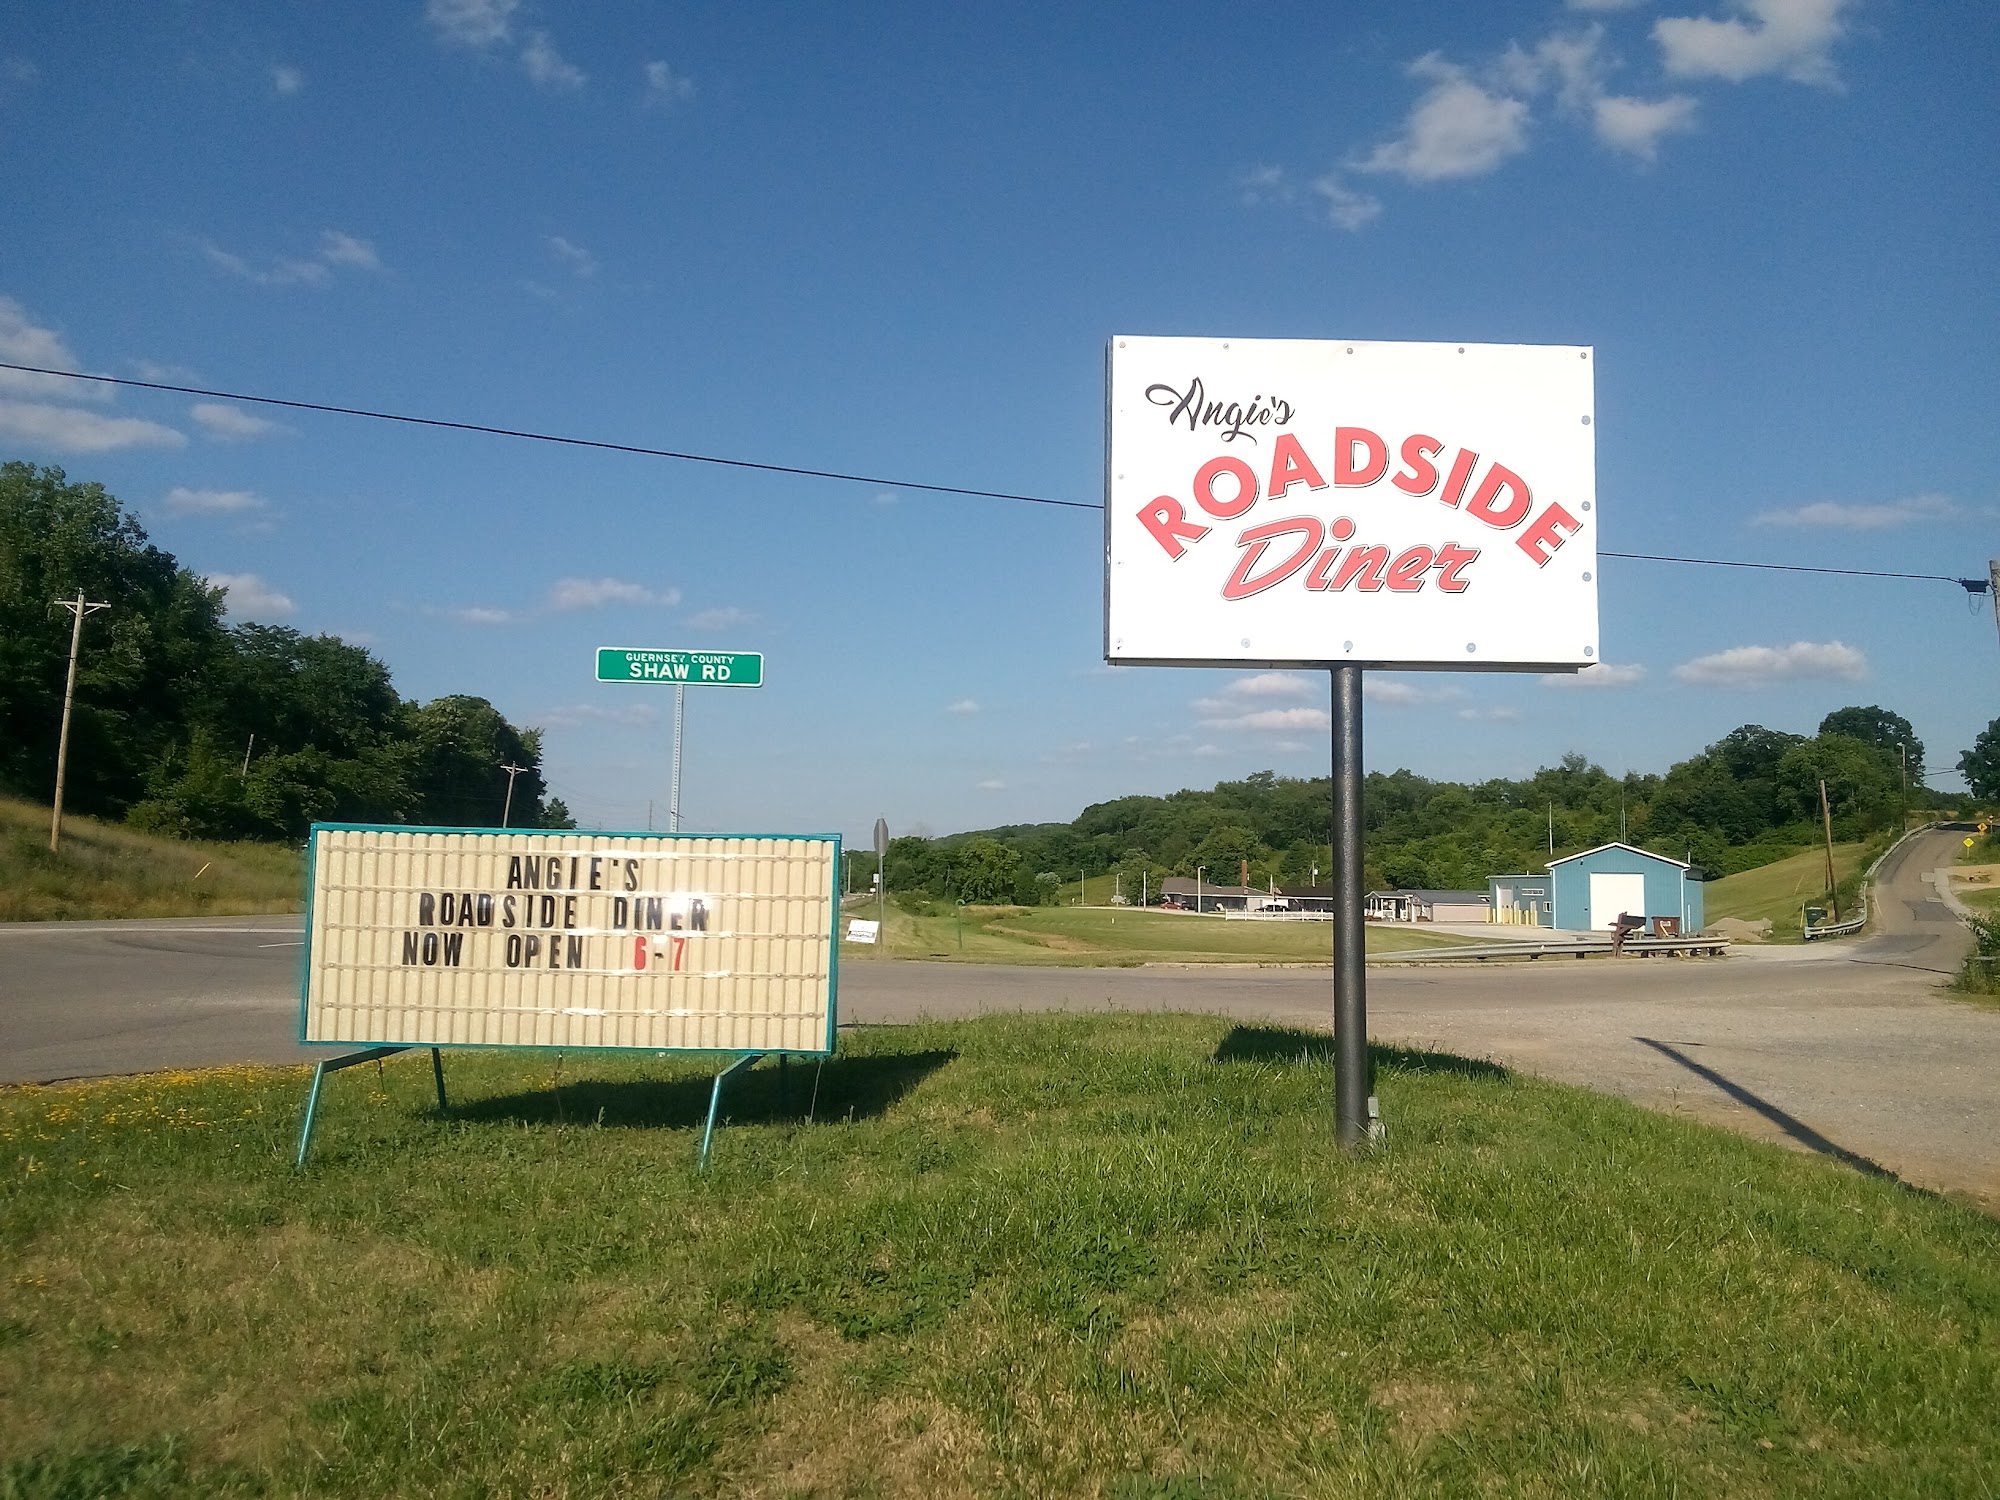 Angie's
ROADSIDE
Diner
GUERNSEY COUNTY
SHAW RD
ANGIE'S
ROADSIDE DINER
NOW OPEN 6-7